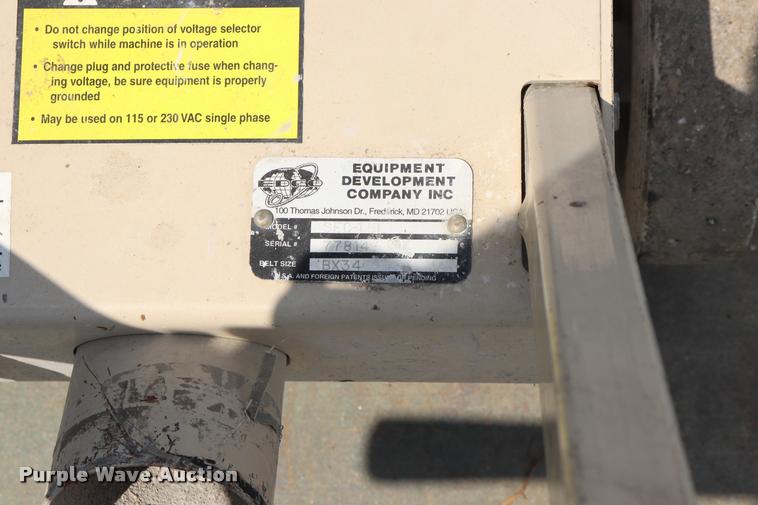 • Do not change position of voltage selector
switch while machine is in operation
• Change plug and protective fuse when chang-
ing voltage, be sure equipment is properly
grounded
• May be used on 115 or 230 VAC single phase
EDCO
EQUIPMENT
DEVELOPMENT
COMPANY INC
100 Thomas Johnson Dr., Frederick, MD 21702 USA
MODEL #
SERIAL # 77814
BELT SIZE BX34
U.S.A. AND FOREIGN PATENTS ISSUED OR PENDING
Purple Wave Auction